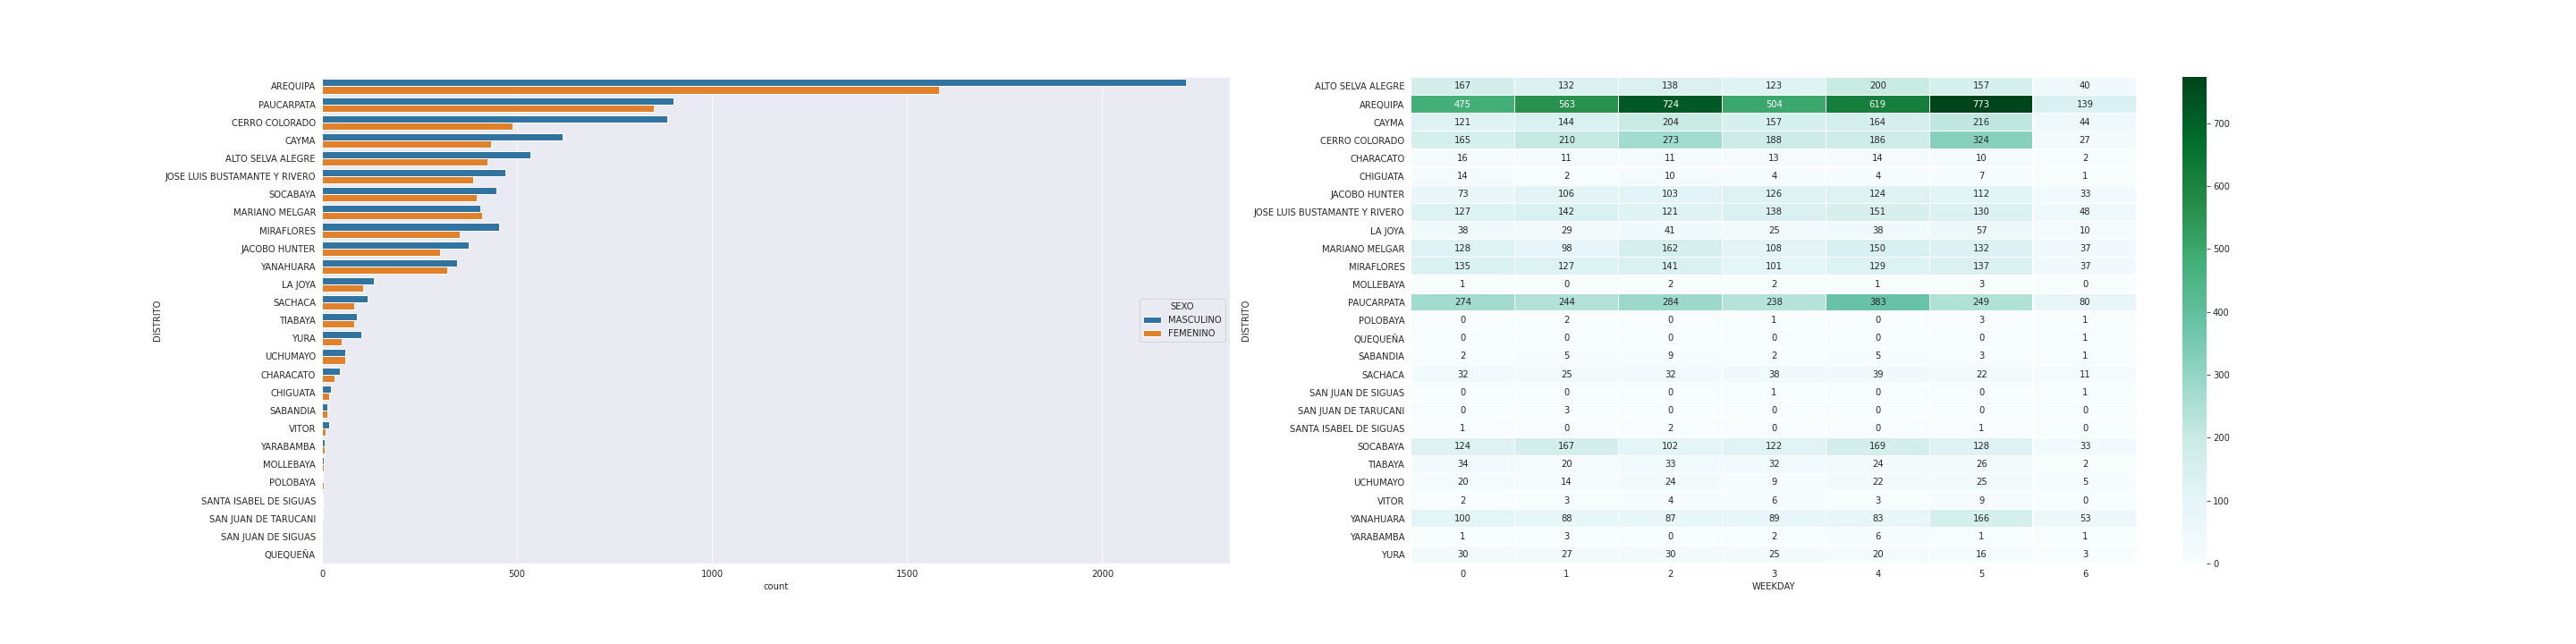 AREQUIPA
PAUCARPATA
CERRO COLORADO
CAYMA
ALTO SELVA ALEGRE
JOSE LUIS BUSTAMANTE Y RIVERO
SOCABAYA
MARIANO MELGAR
MIRAFLORES
JACOBO HUNTER
YANAHUARA
LA JOYA
SACHACA
TIABAYA
YURA
UCHUMAYO
CHARACATO
CHIGUATA
SABANDIA
VITOR
YARABAMBA
MOLLEBAYA
POLOBAYA
SANTA ISABEL DE SIGUAS
SAN JUAN DE TARUCANI
SAN JUAN DE SIGUAS
QUEQUEÑA
DISTRITO
0 500 1000 1500 2000
count
SEXO
MASCULINO
FEMENINO
DISTRITO
ALTO SELVA ALEGRE 167 132 138 123 200 157 40
AREQUIPA 475 563 724 504 619 773 139
CAYMA 121 144 204 157 164 216 44
CERRO COLORADO 165 210 273 188 186 324 27
CHARACATO 16 11 11 13 14 10 2
CHIGUATA 14 2 10 4 4 7 1
JACOBO HUNTER 73 106 103 126 124 112 33
JOSE LUIS BUSTAMANTE Y RIVERO 127 142 121 138 151 130 48
LA JOYA 38 29 41 25 38 57 10
MARIANO MELGAR 128 98 162 108 150 132 37
MIRAFLORES 135 127 141 101 129 137 37
MOLLEBAYA 1 0 2 2 1 3 0
PAUCARPATA 274 244 284 238 383 249 80
POLOBAYA 0 2 0 1 0 3 1
QUEQUEÑA 0 0 0 0 0 0 1
SABANDIA 2 5 9 2 5 3 1
SACHACA 32 25 32 38 39 22 11
SAN JUAN DE SIGUAS 0 0 0 1 0 0 1
SAN JUAN DE TARUCANI 0 3 0 0 0 0 0
SANTA ISABEL DE SIGUAS 1 0 2 0 0 1 0
SOCABAYA 124 167 102 122 169 128 33
TIABAYA 34 20 33 32 24 26 2
UCHUMAYO 20 14 24 9 22 25 5
VITOR 2 3 4 6 3 9 0
YANAHUARA 100 88 87 89 83 166 53
YARABAMBA 1 3 0 2 6 1 1
YURA 30 27 30 25 20 16 3
0 1 2 3 4 5 6
WEEKDAY
700
600
500
400
300
200
100
0